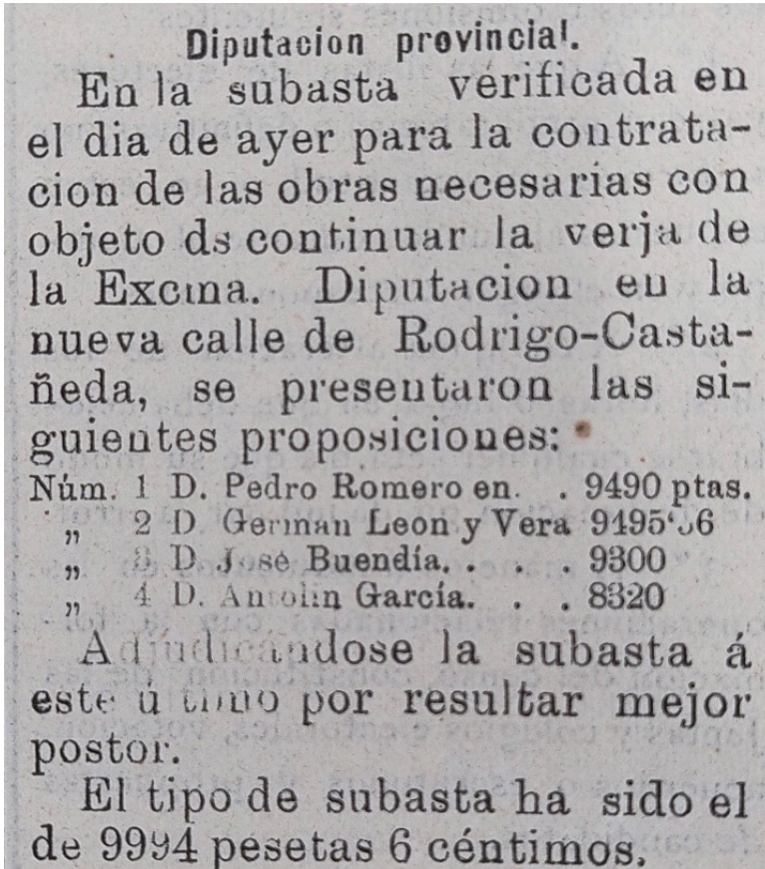 Diputacion provincial.
En la subasta verificada en
el dia de ayer para la contrata-
cion de las obras necesarias con
objeto ds continuar la verja de
la Excma. Diputacion en la
nueva calle de Rodrigo-Casta-
ñeda, se presentaron las si-
guientes proposiciones:
Núm. 1 D. Pedro Romero en. . 9490 ptas.
„ 2 D. German Leon y Vera
„ 3 D. José Buendía. . . 9300
„ 4 D. Antolin García. . . 8320
Adjudicándose la subasta á
este u timo por resultar mejor
postor.
El tipo de subasta ha sido el
de 9994 pesetas 6 céntimos.